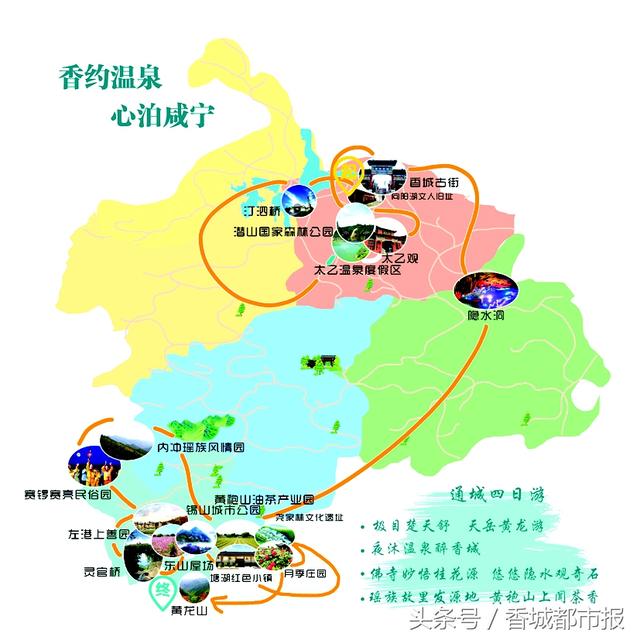 香约温泉
心泊咸宁
香城古街
向阳湖文人旧址
汀泗桥
潜山国家森林公园
太乙观
太乙温泉度假区
隐水洞
内冲瑶族风情园
赛锣赛亮民俗园
黄袍山油茶产业园
锡山城市公园
尧家林文化遗址
左港上善园
灵官桥
东山屋场
塘湖红色小镇
月季庄园
终
黄龙山
通城四日游
• 极目楚天舒 天岳黄龙游
• 夜沐温泉醉香城
• 佛寺妙悟桂花源 悠悠隐水观奇石
• 瑶族故里发源地 黄袍山上闻茶香
头条号/香城都市报